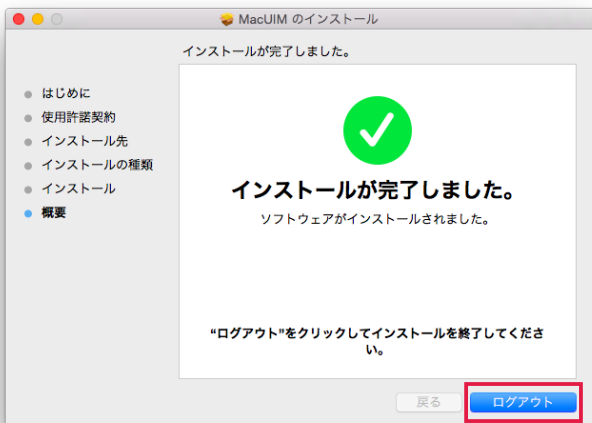 MacUIM のインストール
インストールが完了しました。
はじめに
使用許諾契約
インストール先
インストールの種類
インストール
概要
インストールが完了しました。
ソフトウェアがインストールされました。
“ログアウト”をクリックしてインストールを終了してくださ
い。
戻る
ログアウト